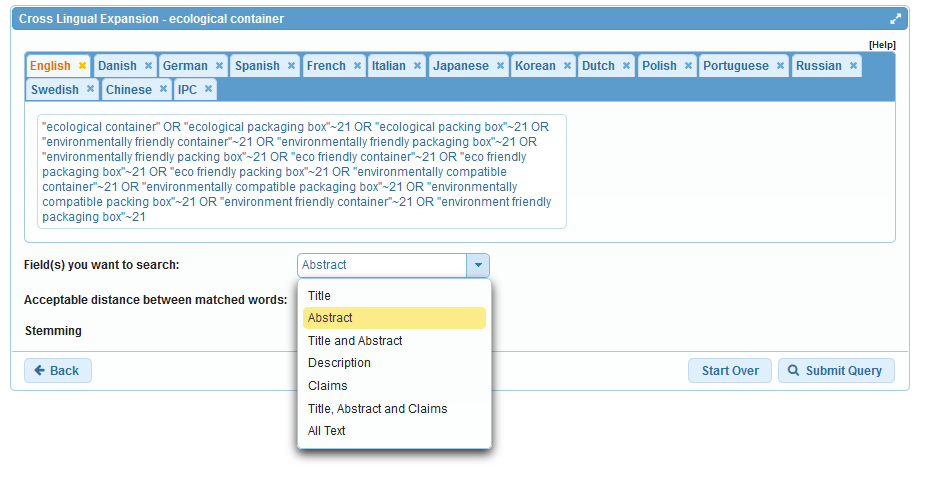 Cross Lingual Expansion - ecological container
[Help]
English Danish German Spanish French Italian Japanese Korean Dutch Polish Portuguese Russian
Swedish Chinese IPC
"ecological container" OR "ecological packaging box"~21 OR "ecological packing box"~21 OR
"environmentally friendly container"~21 OR "environmentally friendly packaging box"~21 OR
"environmentally friendly packing box"~21 OR "eco friendly container"~21 OR "eco friendly
packaging box"~21 OR "eco friendly packing box"~21 OR "environmentally compatible
container"~21 OR "environmentally compatible packaging box"~21 OR "environmentally
compatible packing box"~21 OR "environment friendly container"~21 OR "environment friendly
packaging box"~21
Field(s) you want to search: Abstract
Acceptable distance between matched words:
Stemming
Title
Abstract
Title and Abstract
Description
Claims
Title, Abstract and Claims
All Text
Back Start Over Submit Query